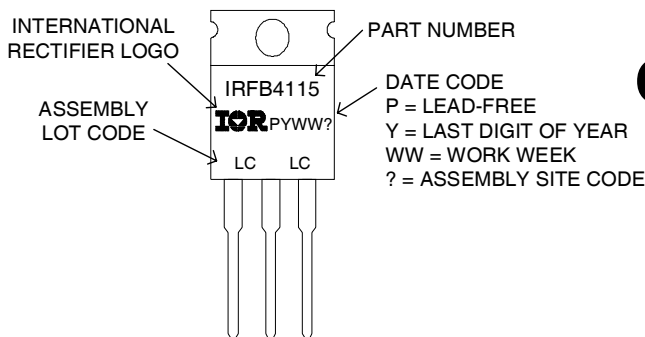 INTERNATIONAL
RECTIFIER LOGO
PART NUMBER
IRFB4115
ASSEMBLY
LOT CODE
IOR PYWW?
LC LC
DATE CODE
P = LEAD-FREE
Y = LAST DIGIT OF YEAR
WW = WORK WEEK
? = ASSEMBLY SITE CODE